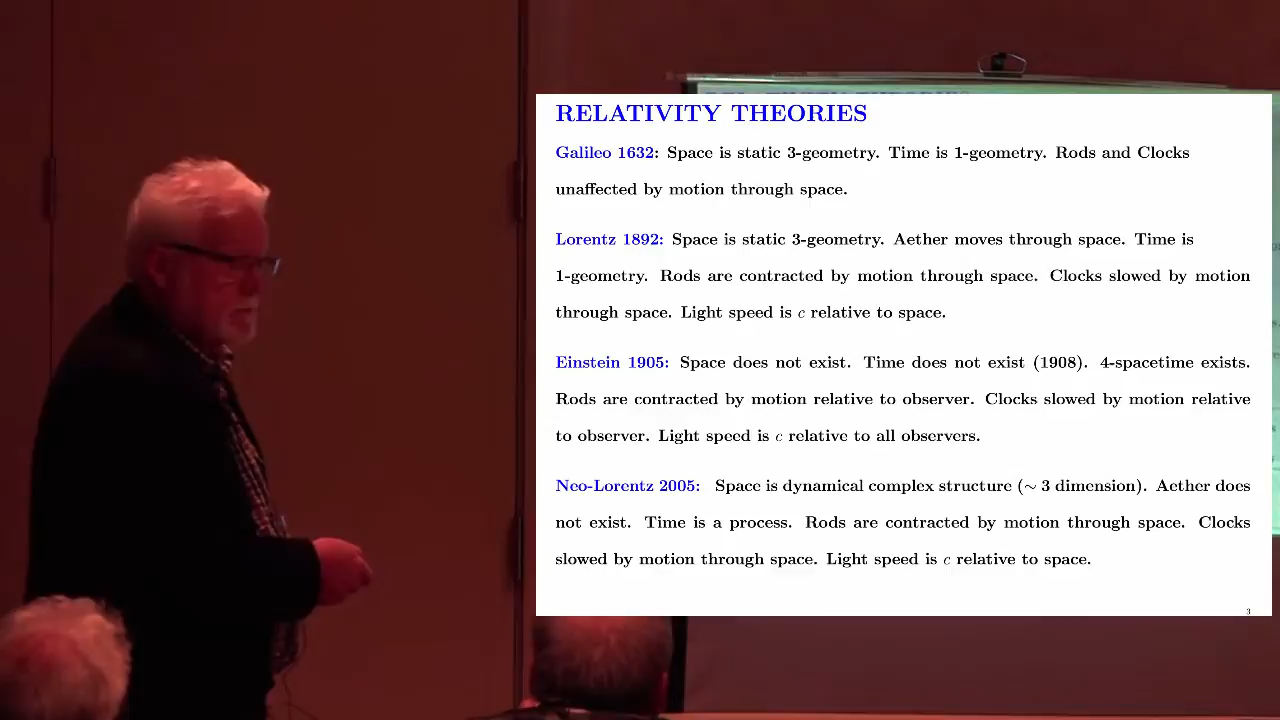 RELATIVITY THEORIES
Galileo 1632: Space is static 3-geometry. Time is 1-geometry. Rods and Clocks
unaffected by motion through space.
Lorentz 1892: Space is static 3-geometry. Aether moves through space. Time is
1-geometry. Rods are contracted by motion through space. Clocks slowed by motion
through space. Light speed is c relative to space.
Einstein 1905: Space does not exist. Time does not exist (1908). 4-spacetime exists.
Rods are contracted by motion relative to observer. Clocks slowed by motion relative
to observer. Light speed is c relative to all observers.
Neo-Lorentz 2005: Space is dynamical complex structure (∼ 3 dimension). Aether does
not exist. Time is a process. Rods are contracted by motion through space. Clocks
slowed by motion through space. Light speed is c relative to space.
3